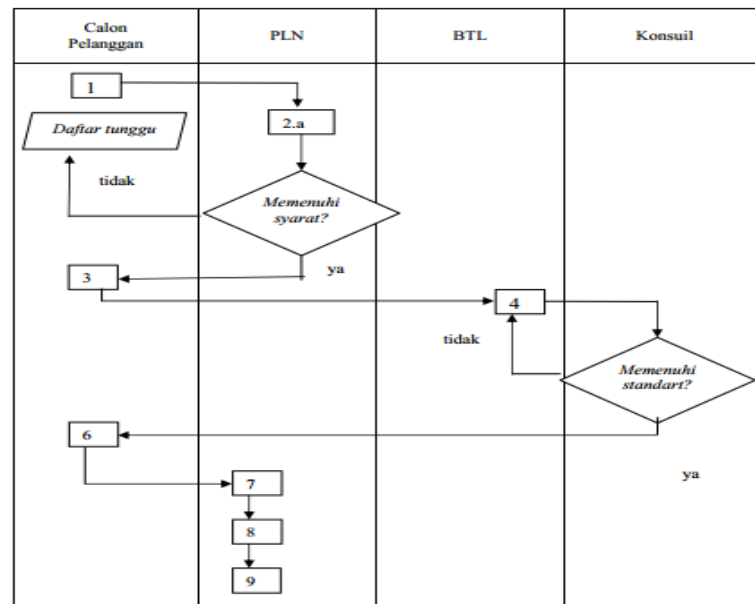 Calon
Pelanggan
PLN
BTL
Konsuil
1
2.a
Daftar tunggu
tidak
Memenuhi
syarat?
ya
3
4
tidak
Memenuhi
standart?
6
ya
7
8
9